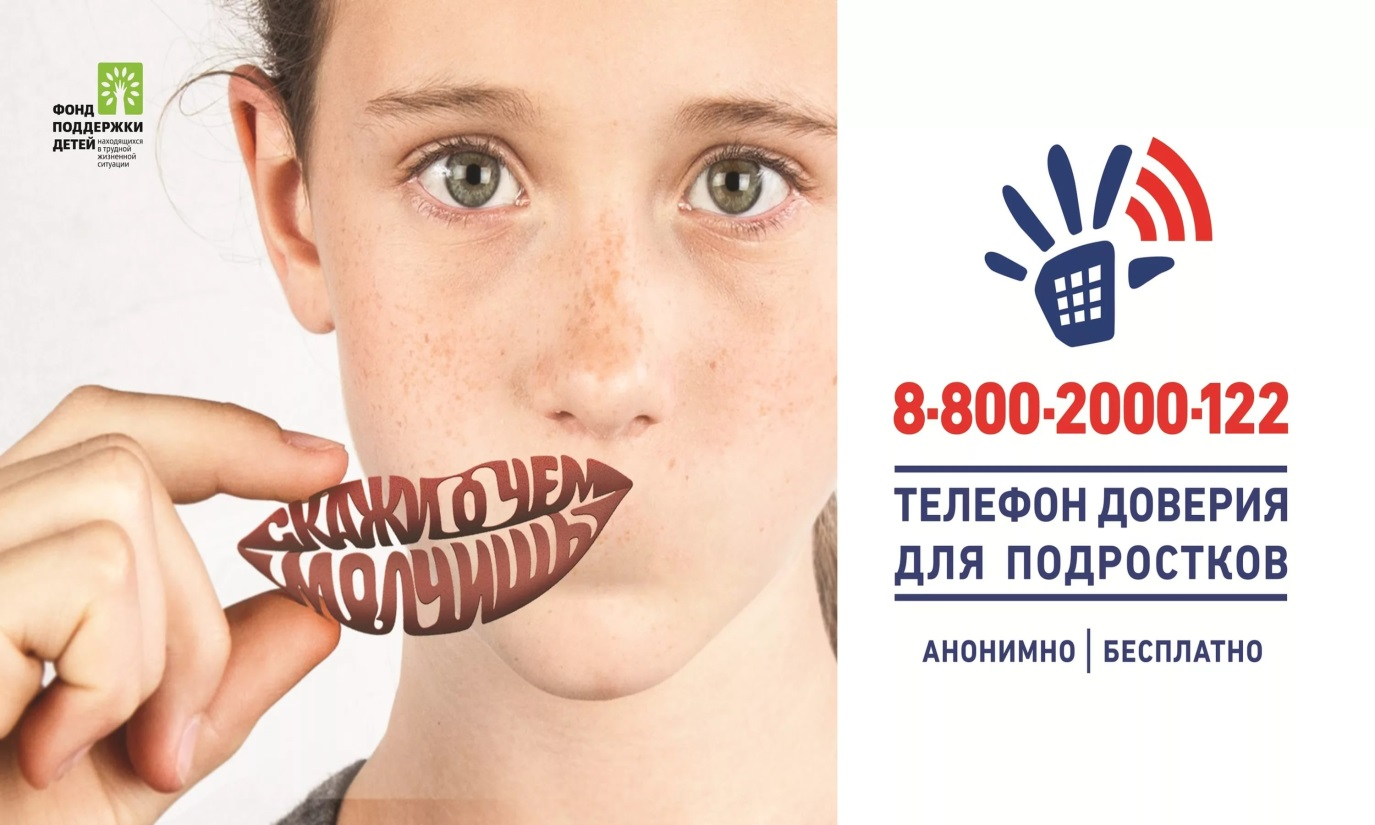 ФОНД
ПОДДЕРЖКИ
ДЕТЕЙ
находящихся
в трудной
жизненной
ситуации
СКАЖИ О ЧЕМ
МОЛЧИШЬ
8-800-2000-122
ТЕЛЕФОН ДОВЕРИЯ
ДЛЯ ПОДРОСТКОВ
АНОНИМНО | БЕСПЛАТНО